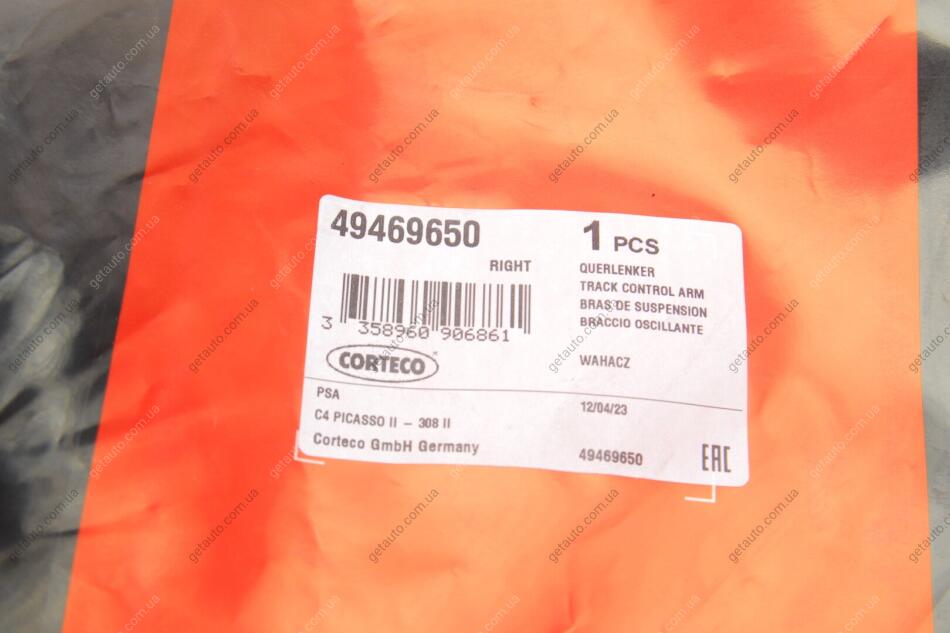 49469650
RIGHT
3 358960 906861
CORTECO
1 PCS
QUERLENKER
TRACK CONTROL ARM
BRAS DE SUSPENSION
BRACCIO OSCILLANTE
WAHACZ
PSA
C4 PICASSO II – 308 II
Corteco GmbH Germany
12/04/23
49469650
EAC
getauto.com.ua